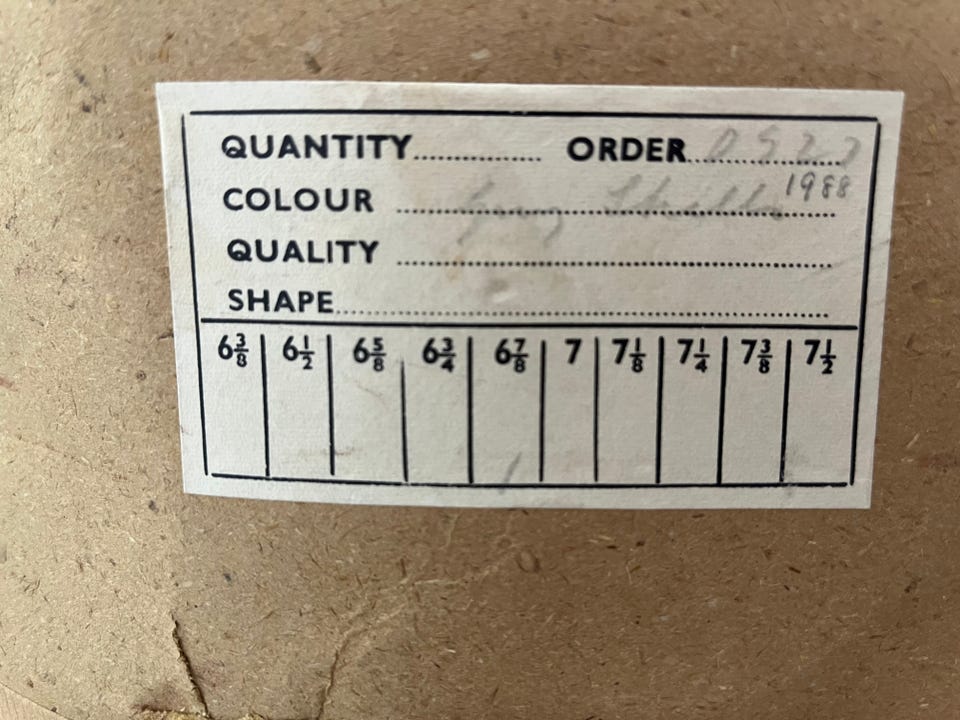 QUANTITY.................. ORDER.....................
COLOUR ........................................ 1988
QUALITY ........................................
SHAPE........................................
6⅜ 6½ 6⅝ 6¾ 6⅞ 7 7⅛ 7¼ 7⅜ 7½